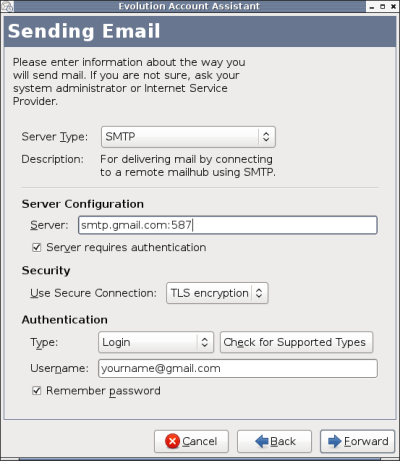 Evolution Account Assistant
Sending Email
Please enter information about the way you
will send mail. If you are not sure, ask your
system administrator or Internet Service
Provider.
Server Type: SMTP
Description: For delivering mail by connecting
to a remote mailhub using SMTP.
Server Configuration
Server: smtp.gmail.com:587
Server requires authentication
Security
Use Secure Connection: TLS encryption
Authentication
Type: Login Check for Supported Types
Username: yourname@gmail.com
Remember password
Cancel Back Forward